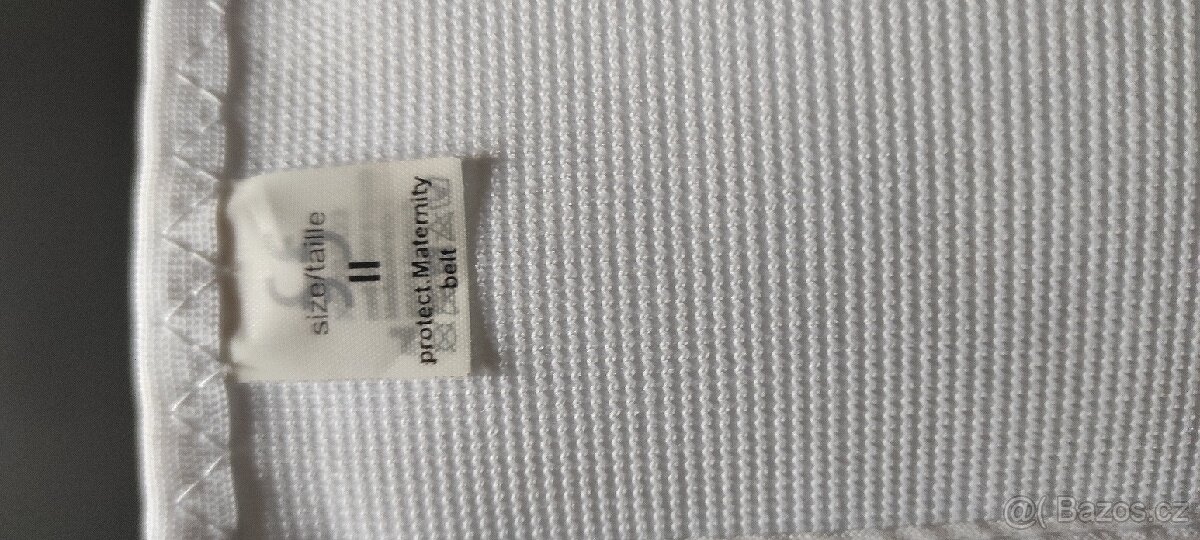 size/taille
II
protect.Maternity
belt
@( Bazos.cz